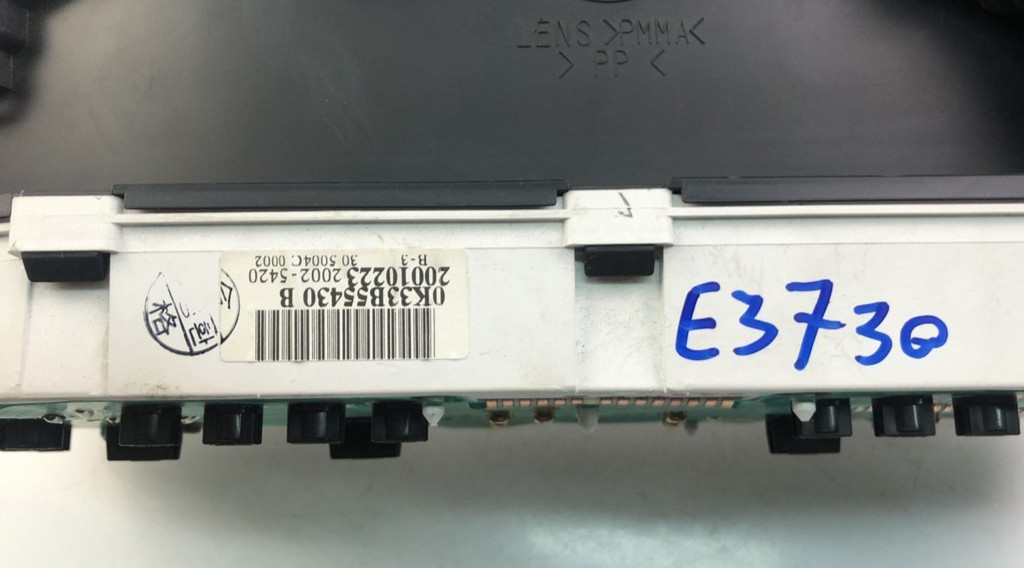 LENS >PMMA<
> PP <
0K33B55430 B
20010223
2002-5420
B-3
30.5004C 0002
E3730